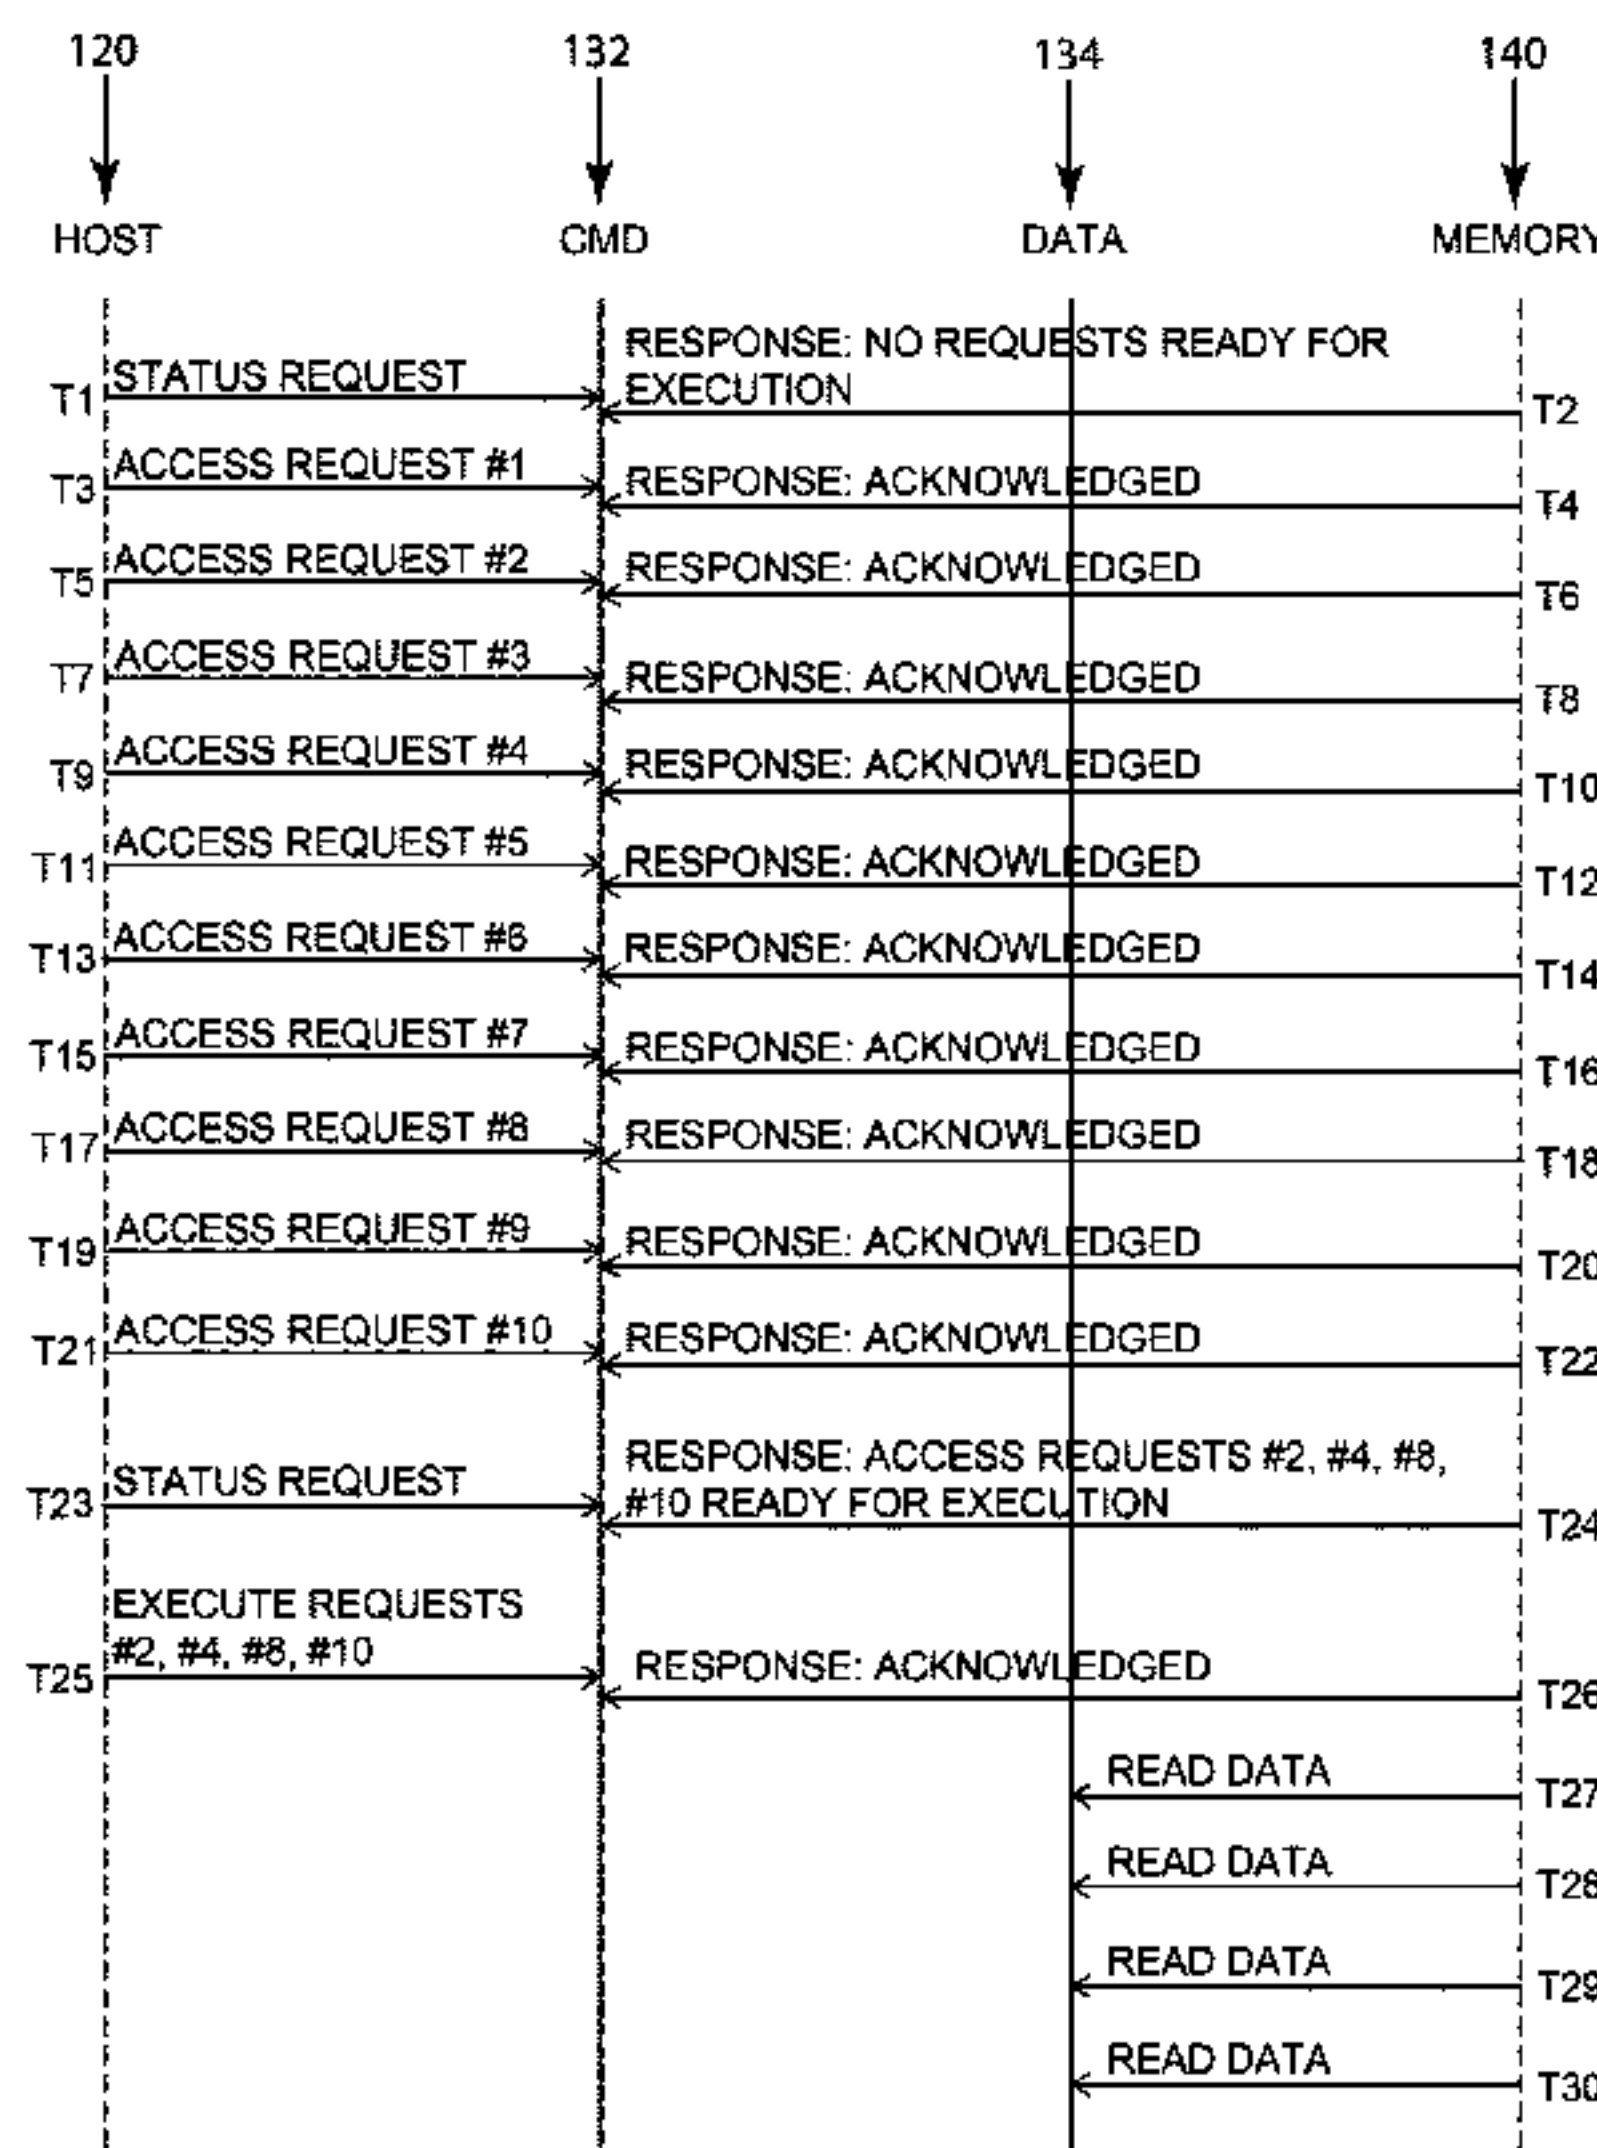 120 132 134 140
HOST CMD DATA MEMORY
RESPONSE: NO REQUESTS READY FOR
EXECUTION
T1 STATUS REQUEST T2
T3 ACCESS REQUEST #1 RESPONSE: ACKNOWLEDGED T4
T5 ACCESS REQUEST #2 RESPONSE: ACKNOWLEDGED T6
T7 ACCESS REQUEST #3 RESPONSE: ACKNOWLEDGED T8
T9 ACCESS REQUEST #4 RESPONSE: ACKNOWLEDGED T10
T11 ACCESS REQUEST #5 RESPONSE: ACKNOWLEDGED T12
T13 ACCESS REQUEST #6 RESPONSE: ACKNOWLEDGED T14
T15 ACCESS REQUEST #7 RESPONSE: ACKNOWLEDGED T16
T17 ACCESS REQUEST #8 RESPONSE: ACKNOWLEDGED T18
T19 ACCESS REQUEST #9 RESPONSE: ACKNOWLEDGED T20
T21 ACCESS REQUEST #10 RESPONSE: ACKNOWLEDGED T22
RESPONSE: ACCESS REQUESTS #2, #4, #8,
#10 READY FOR EXECUTION
T23 STATUS REQUEST T24
EXECUTE REQUESTS
#2, #4, #8, #10
T25 RESPONSE: ACKNOWLEDGED T26
READ DATA T27
READ DATA T28
READ DATA T29
READ DATA T30